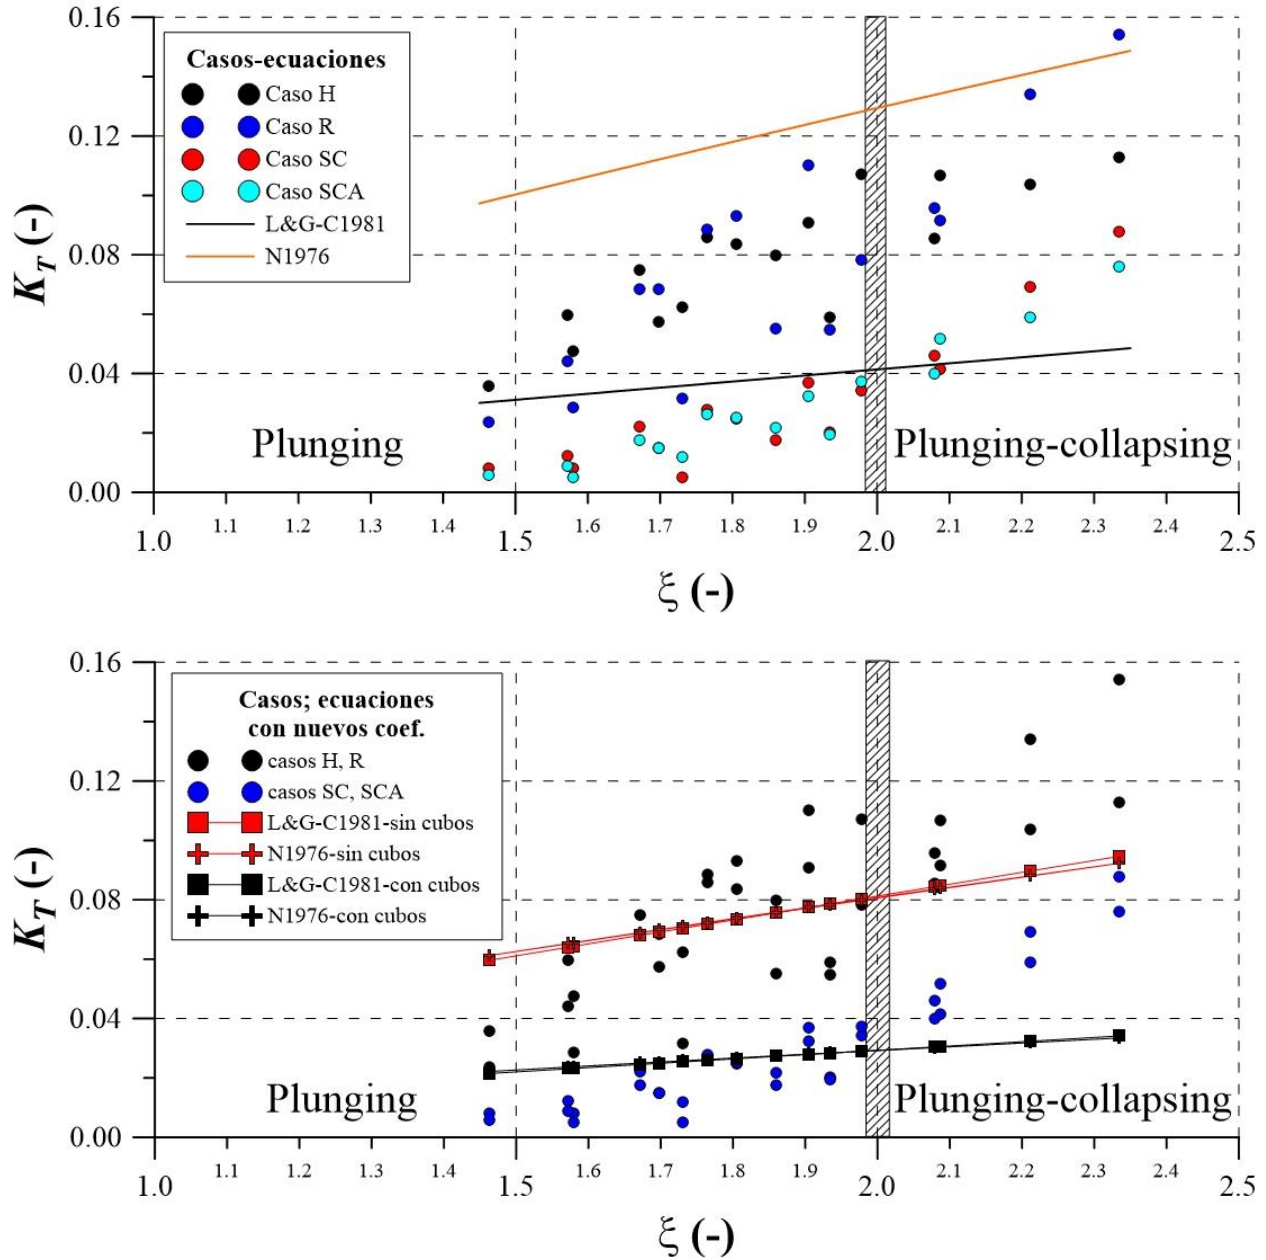 0.16
Casos-ecuaciones
Caso H
Caso R
0.12
Caso SC
Caso SCA
L&G-C1981
N1976
0.08
K_T (-)
0.04
Plunging
Plunging-collapsing
0.00
1.1 1.2 1.3 1.4 1.6 1.7 1.8 1.9 2.1 2.2 2.3 2.4
1.0 1.5 2.0 2.5
ξ (-)
0.16
Casos; ecuaciones
con nuevos coef.
casos H, R
0.12
casos SC, SCA
L&G-C1981-sin cubos
N1976-sin cubos
L&G-C1981-con cubos
N1976-con cubos
0.08
K_T (-)
0.04
Plunging
Plunging-collapsing
0.00
1.1 1.2 1.3 1.4 1.6 1.7 1.8 1.9 2.1 2.2 2.3 2.4
1.0 1.5 2.0 2.5
ξ (-)